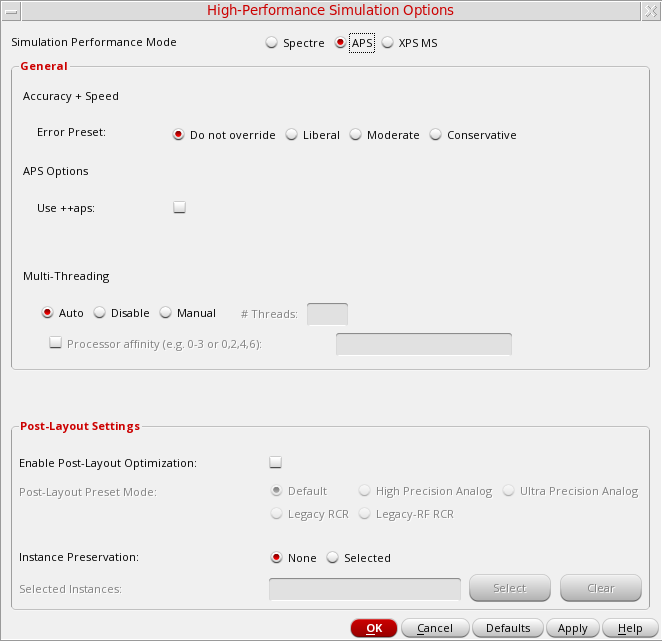 High-Performance Simulation Options
Simulation Performance Mode Spectre APS XPS MS
General
Accuracy + Speed
Error Preset: Do not override Liberal Moderate Conservative
APS Options
Use ++aps:
Multi-Threading
Auto Disable Manual # Threads:
Processor affinity (e.g. 0-3 or 0,2,4,6):
Post-Layout Settings
Enable Post-Layout Optimization:
Post-Layout Preset Mode: Default High Precision Analog Ultra Precision Analog
Legacy RCR Legacy-RF RCR
Instance Preservation: None Selected
Selected Instances: Select Clear
OK Cancel Defaults Apply Help